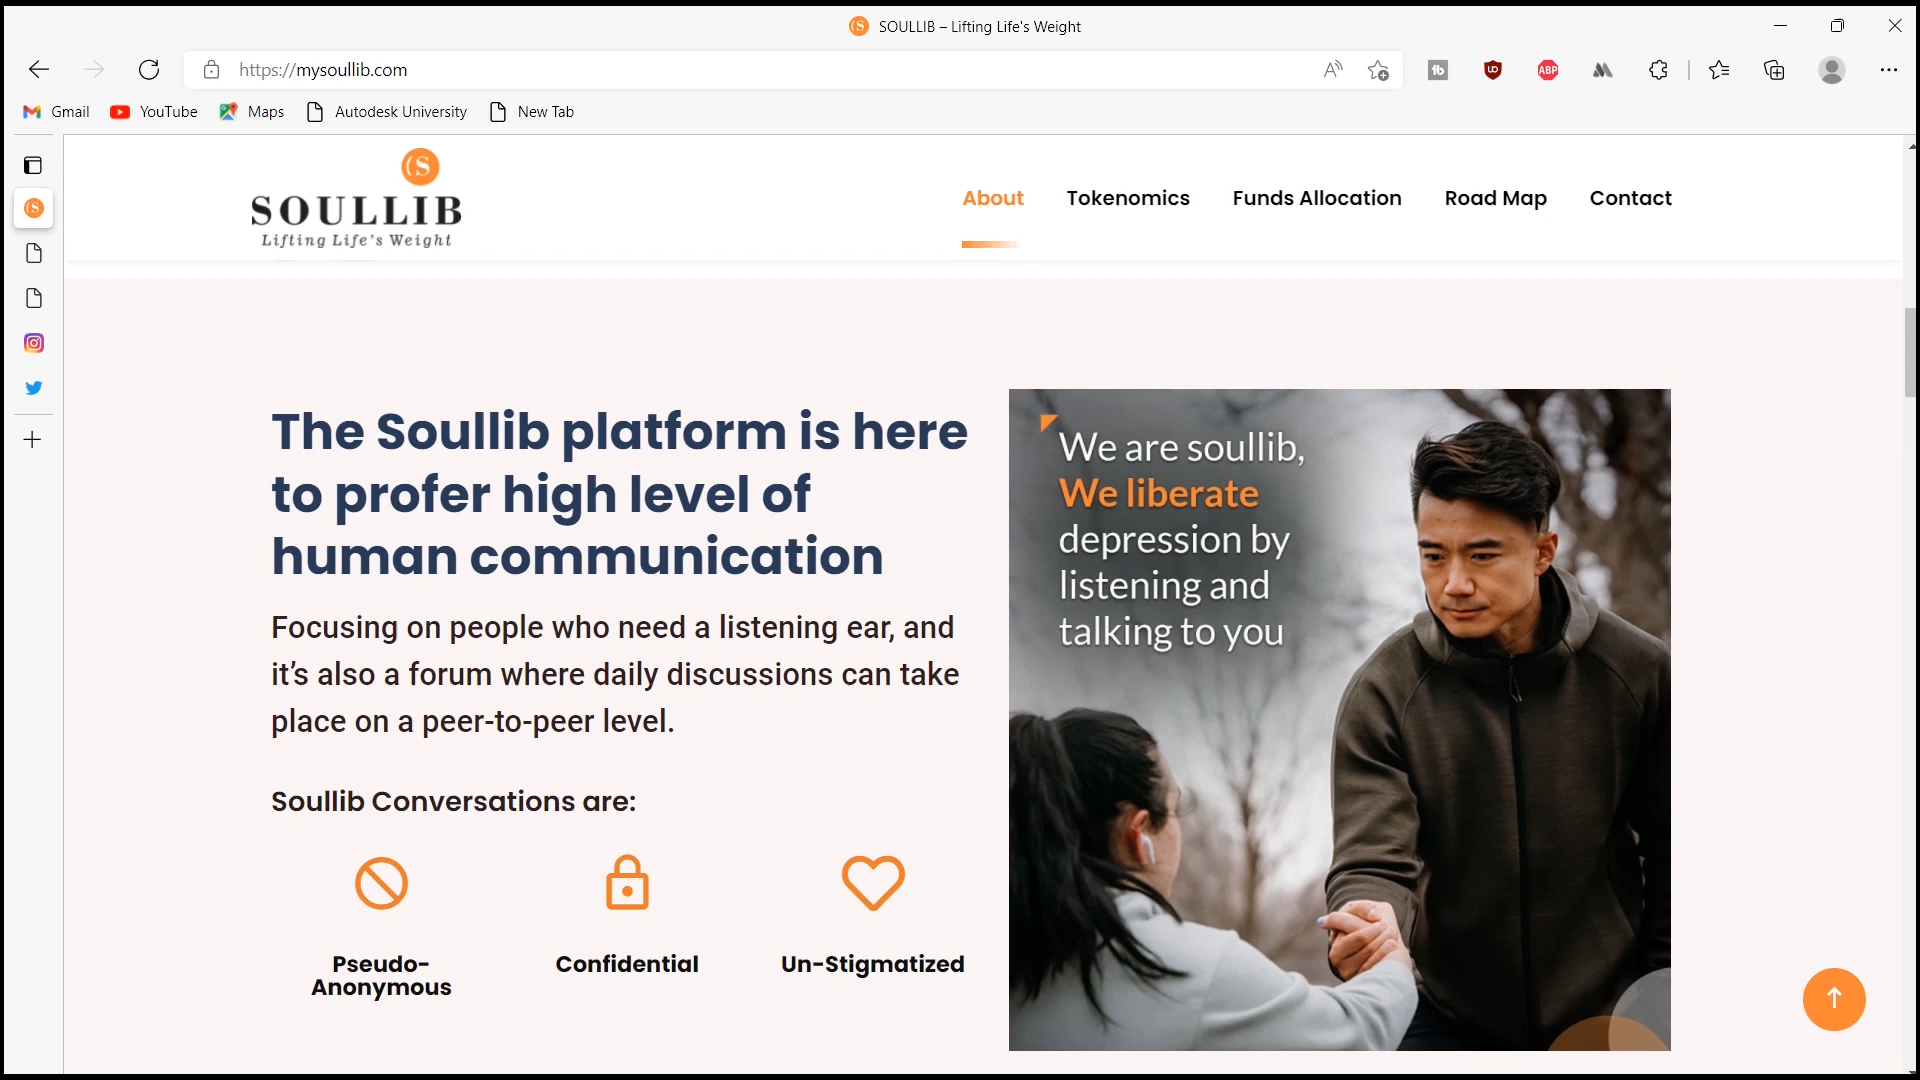 SOULLIB – Lifting Life's Weight
https://mysoullib.com
Gmail
YouTube
Maps
Autodesk University
New Tab
SOULLIB
Lifting Life's Weight
About
Tokenomics
Funds Allocation
Road Map
Contact
The Soullib platform is here
to profer high level of
human communication
Focusing on people who need a listening ear, and
it's also a forum where daily discussions can take
place on a peer-to-peer level.
Soullib Conversations are:
Pseudo-
Anonymous
Confidential
Un-Stigmatized
We are soullib,
We liberate
depression by
listening and
talking to you